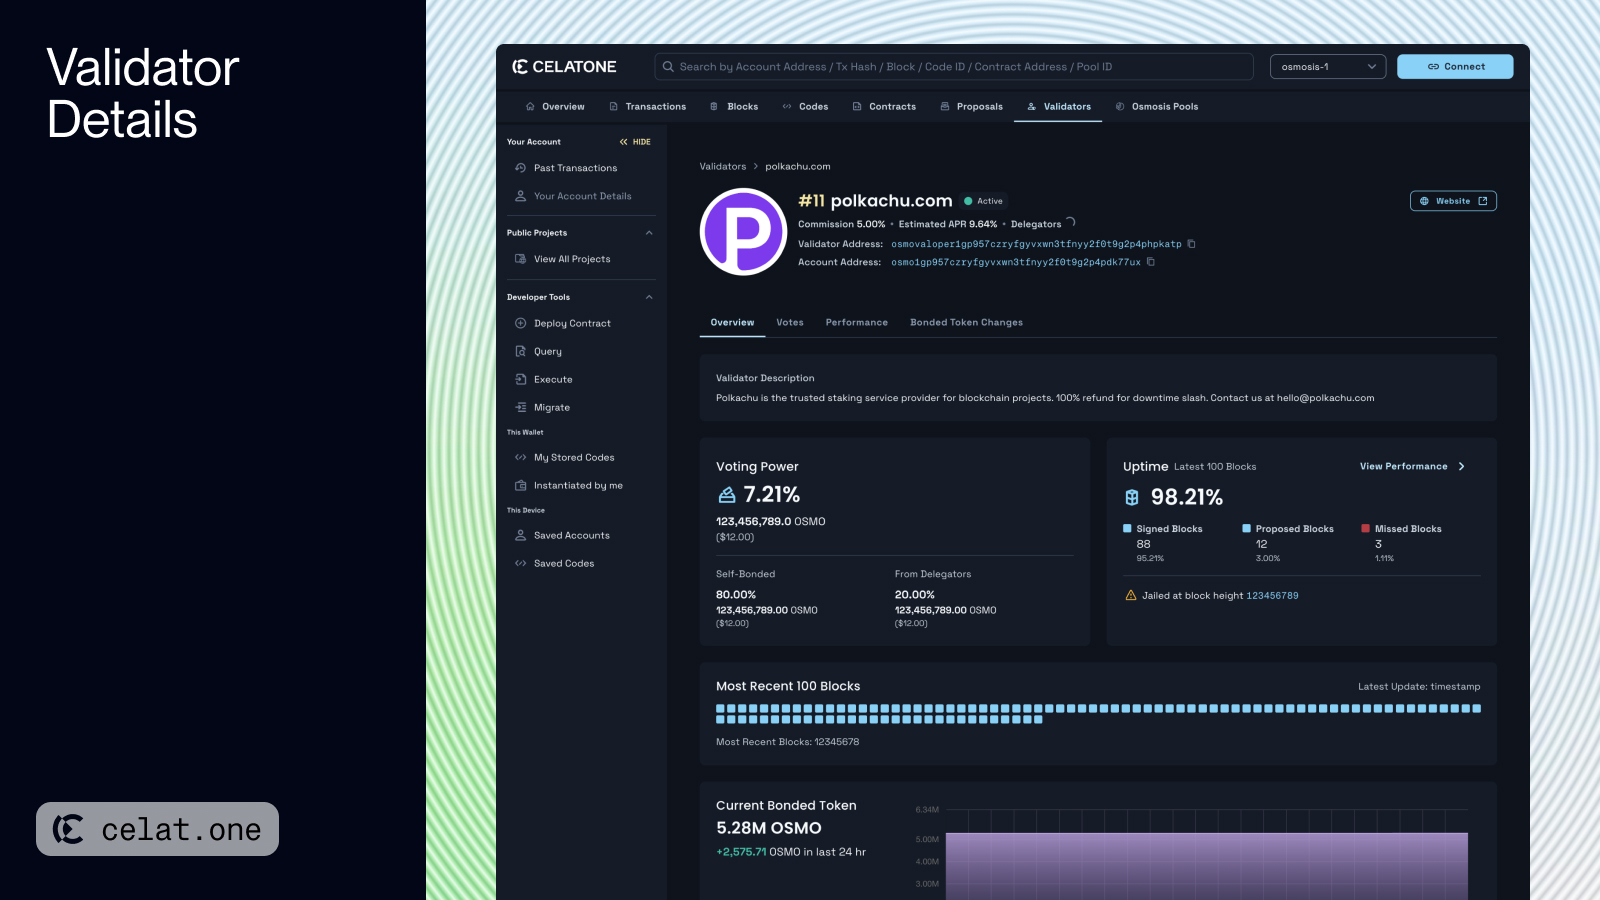 Validator
Details
celat.one
CELATONE
Search by Account Address / Tx Hash / Block / Code ID / Contract Address / Pool ID
osmosis-1
Connect
Overview
Transactions
Blocks
Codes
Contracts
Proposals
Validators
Osmosis Pools
Your Account
HIDE
Past Transactions
Your Account Details
Public Projects
View All Projects
Developer Tools
Deploy Contract
Query
Execute
Migrate
This Wallet
My Stored Codes
Instantiated by me
This Device
Saved Accounts
Saved Codes
Validators > polkachu.com
P
#11 polkachu.com
Active
Commission 5.00% • Estimated APR 9.64% • Delegators
Validator Address: osmovaloper1gp957czryfgyvxwn3tfnyy2f0t9g2p4phpkatp
Account Address: osmo1gp957czryfgyvxwn3tfnyy2f0t9g2p4pdk77ux
Website
Overview
Votes
Performance
Bonded Token Changes
Validator Description
Polkachu is the trusted staking service provider for blockchain projects. 100% refund for downtime slash. Contact us at hello@polkachu.com
Voting Power
7.21%
123,456,789.0 OSMO
($12.00)
Self-Bonded
80.00%
123,456,789.00 OSMO
($12.00)
From Delegators
20.00%
123,456,789.00 OSMO
($12.00)
Uptime Latest 100 Blocks
View Performance
98.21%
Signed Blocks
88
95.21%
Proposed Blocks
12
3.00%
Missed Blocks
3
1.11%
Jailed at block height 123456789
Most Recent 100 Blocks
Latest Update: timestamp
Most Recent Blocks: 12345678
Current Bonded Token
5.28M OSMO
+2,575.71 OSMO in last 24 hr
6.34M
5.00M
4.00M
3.00M